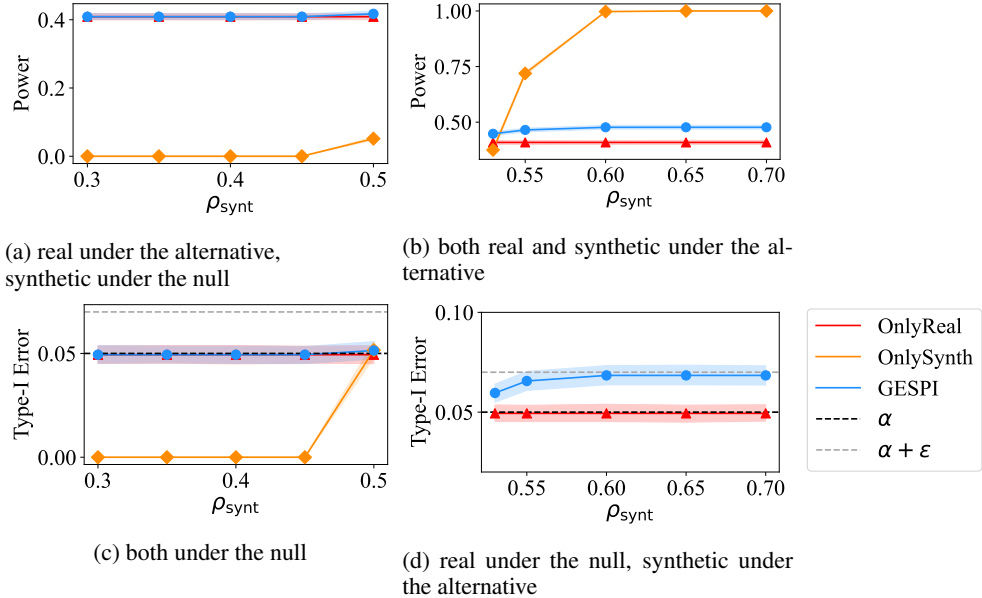 0.4
0.2
0.0
Power
0.3
0.4
0.5
ρsynt
(a) real under the alternative,
synthetic under the null
1.00
0.75
0.50
Power
0.55
0.60
0.65
0.70
ρsynt
(b) both real and synthetic under the al-
ternative
0.05
0.00
Type-I Error
0.3
0.4
0.5
ρsynt
(c) both under the null
0.10
0.05
Type-I Error
0.55
0.60
0.65
0.70
ρsynt
(d) real under the null, synthetic under
the alternative
OnlyReal
OnlySynth
GESPI
α
α + ε